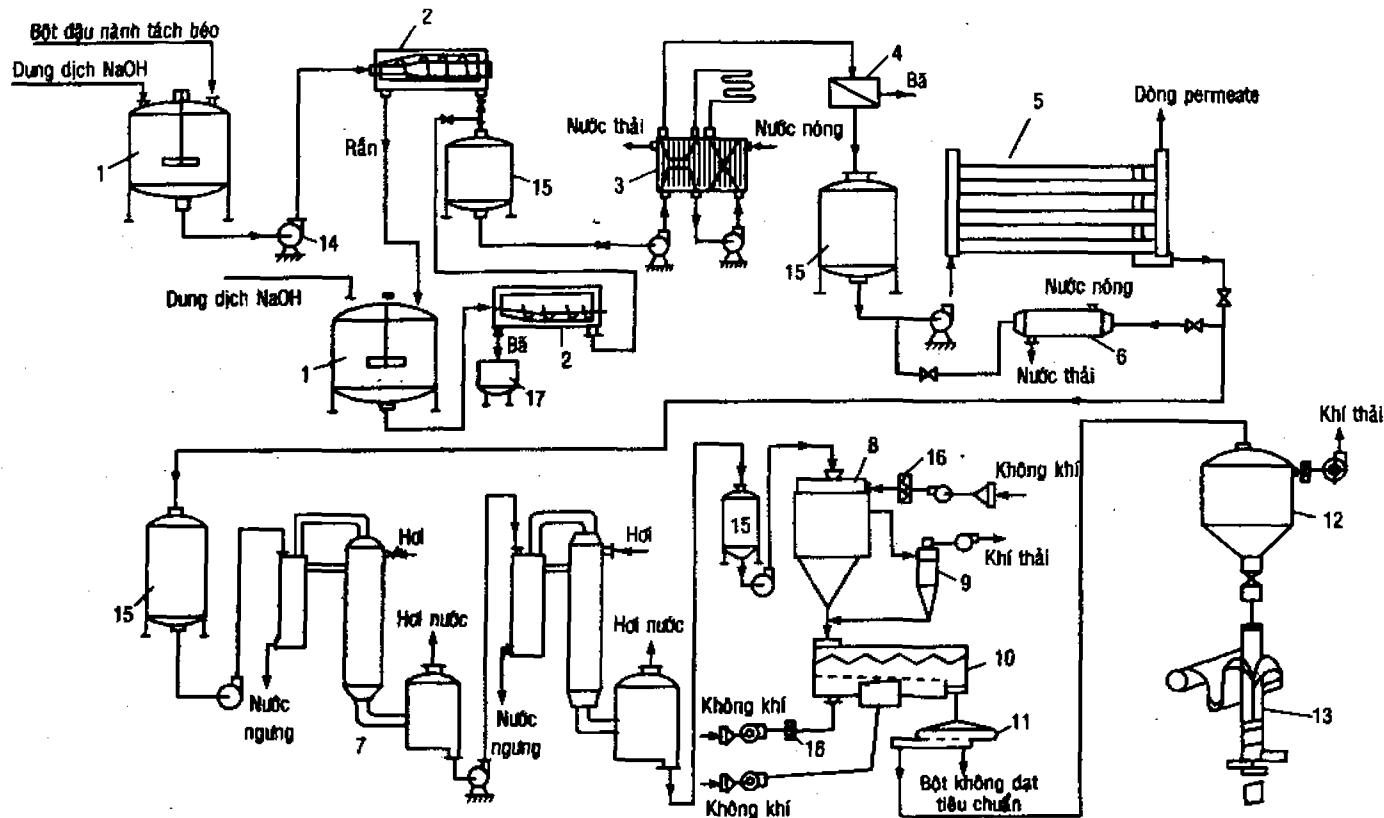 Bột đậu nành tách béo
Dung dịch NaOH
2
4
Bã
5
Dòng permeate
Nước thải
Nước nóng
Rắn
1
15
3
14
15
Dung dịch NaOH
Nước nóng
6
Nước thải
Bã
2
1
17
Khí thải
8
16
Không khí
12
15
Hơi
Hơi
Khí thải
9
15
Hơi nước
Hơi nước
10
Nước
ngưng
7
Nước
ngưng
Không khí
16
11
13
Không khí
Bột không đạt
tiêu chuẩn